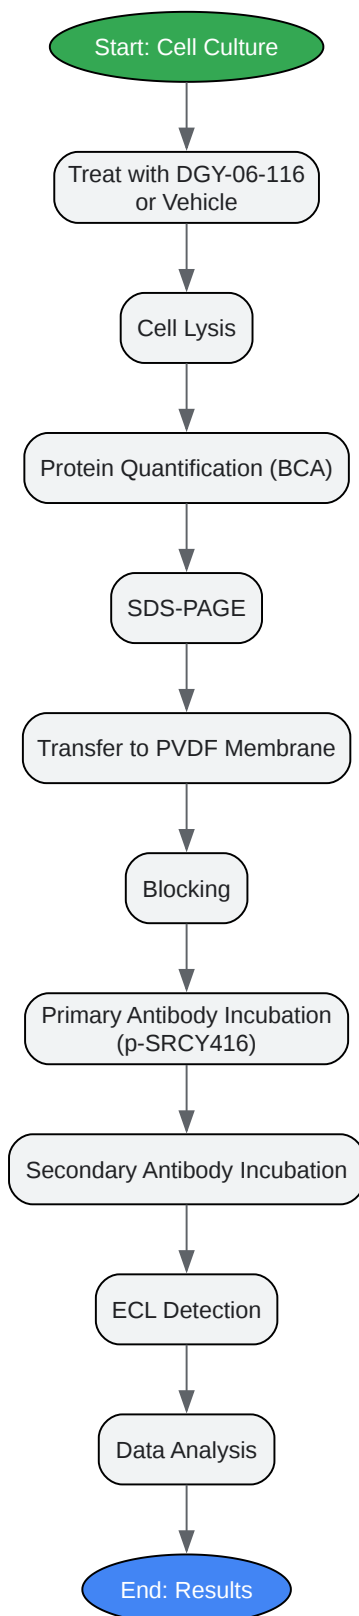 Start: Cell Culture
Treat with DGY-06-116
or Vehicle
Cell Lysis
Protein Quantification (BCA)
SDS-PAGE
Transfer to PVDF Membrane
Blocking
Primary Antibody Incubation
(p-SRCY416)
Secondary Antibody Incubation
ECL Detection
Data Analysis
End: Results